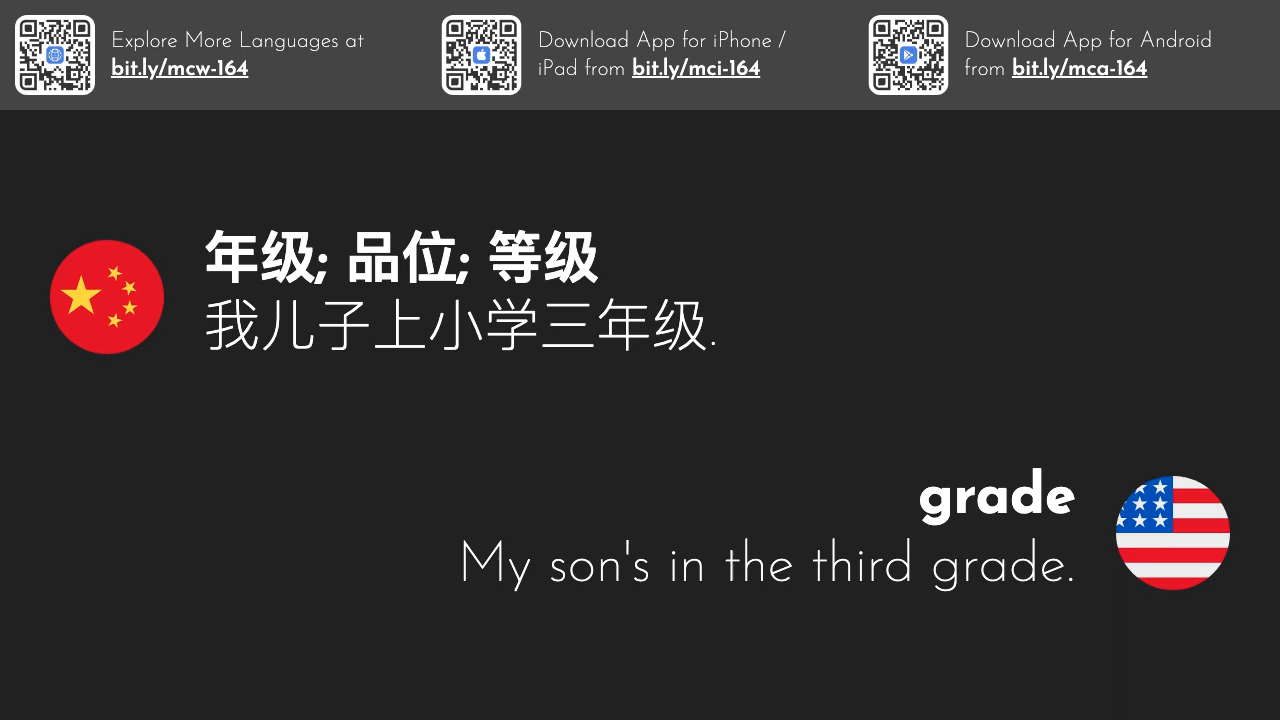 Explore More Languages at
bit.ly/mcw-164
Download App for iPhone /
iPad from bit.ly/mci-164
Download App for Android
from bit.ly/mca-164
年级; 品位; 等级
我儿子上小学三年级.
grade
My son's in the third grade.